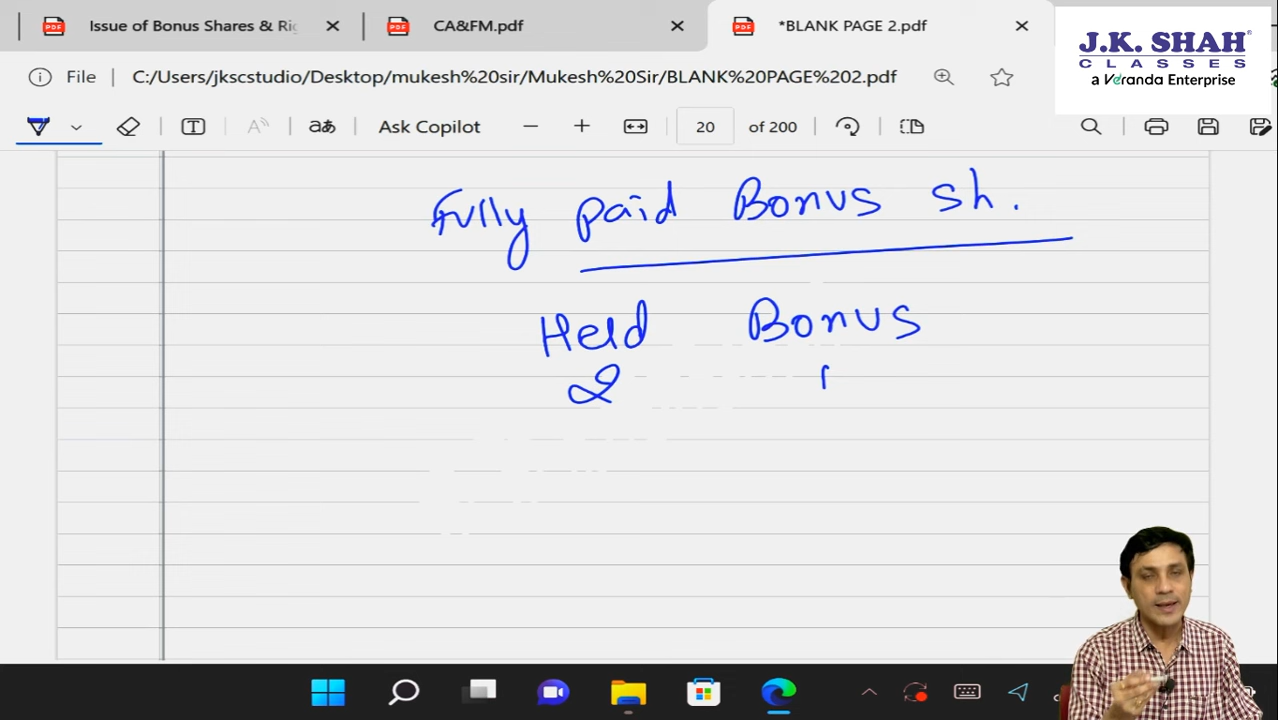 Issue of Bonus Shares & Rig
CA&FM.pdf
*BLANK PAGE 2.pdf
J.K. SHAH®
CLASSES
a Veranda Enterprise
File
C:/Users/jkscstudio/Desktop/mukesh%20sir/Mukesh%20Sir/BLANK%20PAGE%202.pdf
Ask Copilot
20 of 200
Fully paid Bonus sh.
Held Bonus
2 1